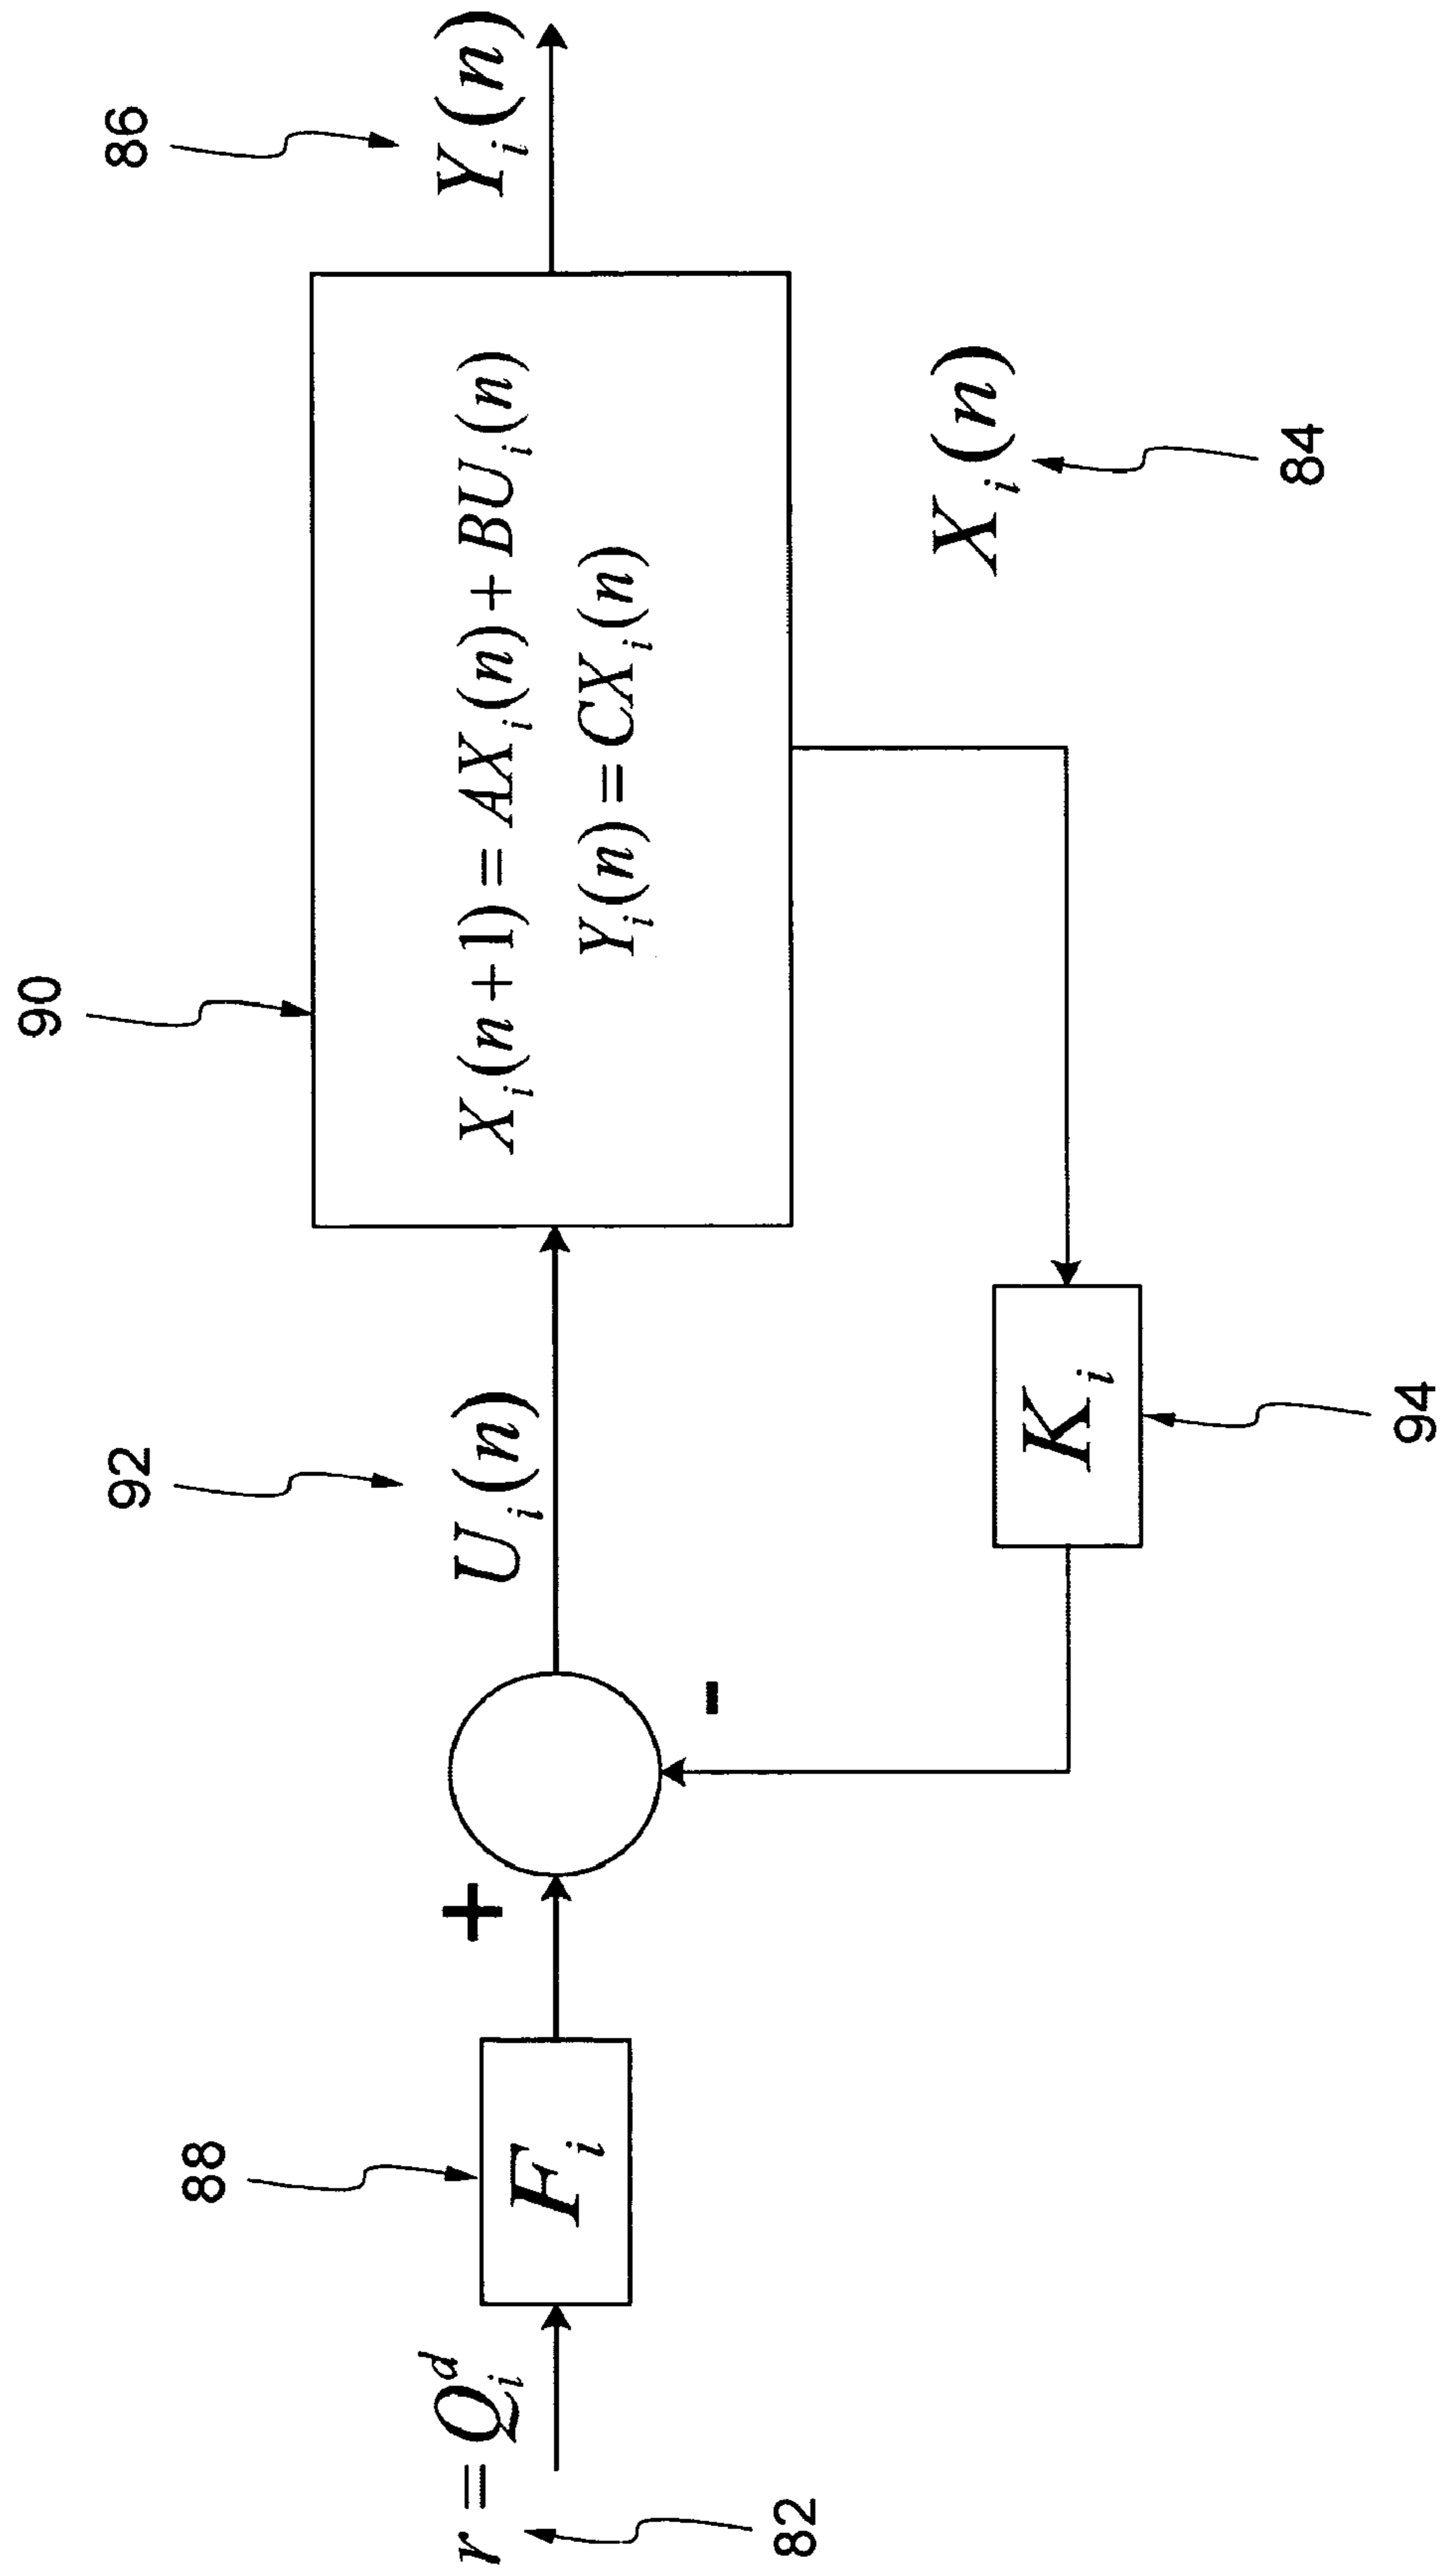 90
86
92
88
Y_i(n)
X_i(n+1) = AX_i(n) + BU_i(n)
Y_i(n) = CX_i(n)
U_i(n)
+
-
F_i
r = Q_i^d
82
X_i(n)
84
K_i
94